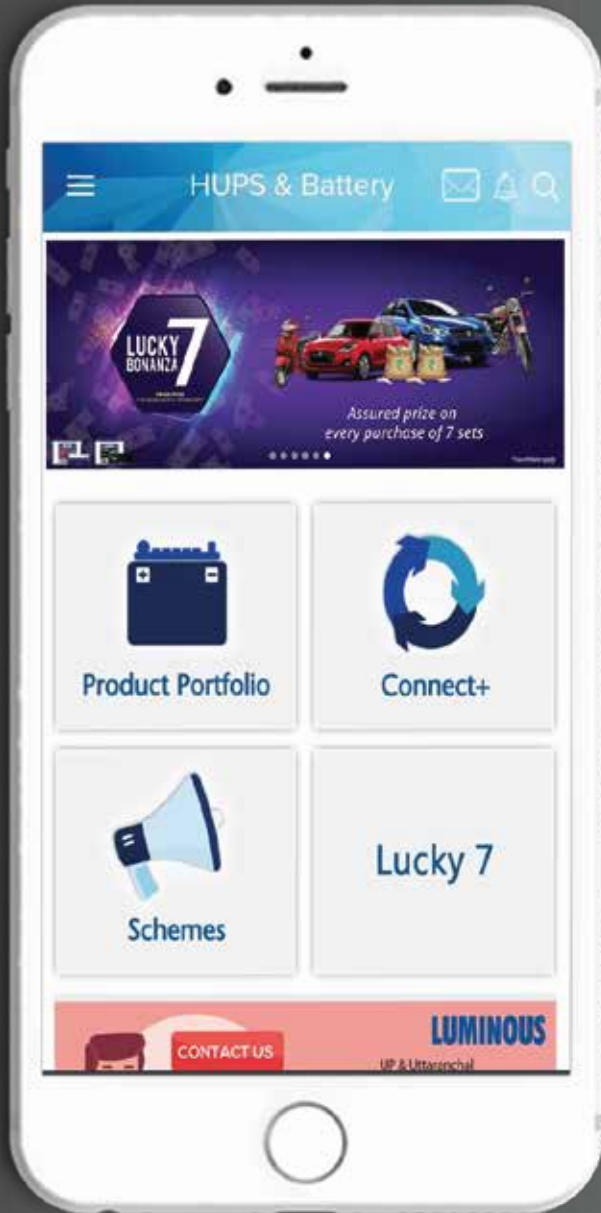 HUPS & Battery
LUCKY 7
BONANZA
Assured prize on
every purchase of 7 sets
Product Portfolio
Connect+
Schemes
Lucky 7
CONTACT US
LUMINOUS
UP & Uttaranchal